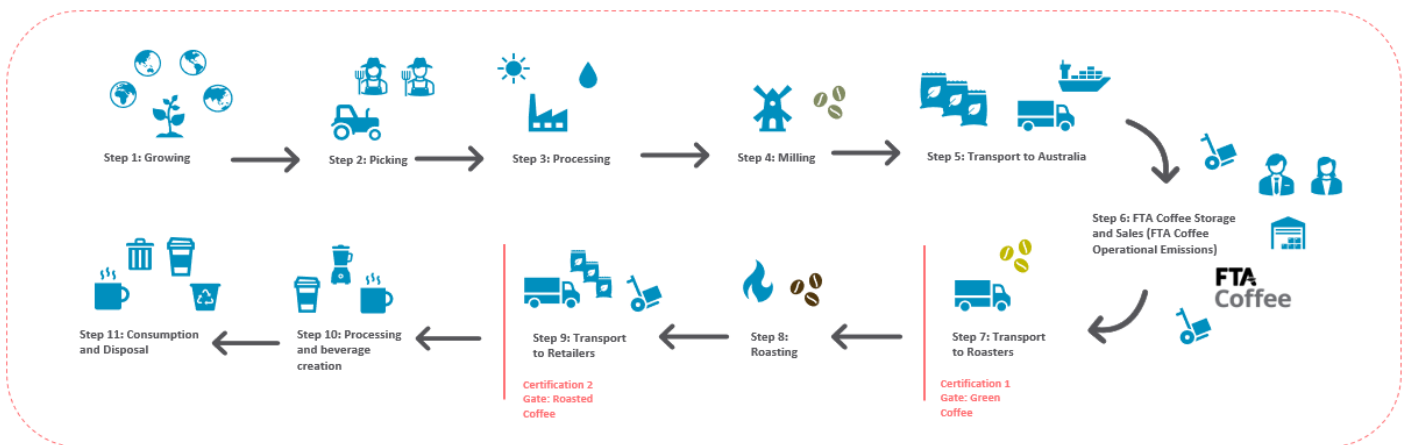 Step 1: Growing
Step 2: Picking
Step 3: Processing
Step 4: Milling
Step 5: Transport to Australia
Step 6: FTA Coffee Storage
and Sales (FTA Coffee
Operational Emissions)
FTA
Coffee
Step 7: Transport
to Roasters
Certification 1
Gate: Green
Coffee
Step 8:
Roasting
Step 9: Transport
to Retailers
Certification 2
Gate: Roasted
Coffee
Step 10: Processing
and beverage
creation
Step 11: Consumption
and Disposal